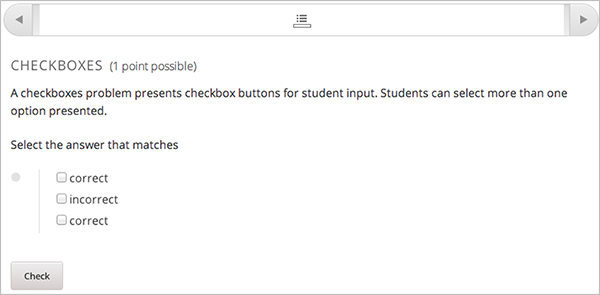 CHECKBOXES (1 point possible)
A checkboxes problem presents checkbox buttons for student input. Students can select more than one
option presented.
Select the answer that matches
correct
incorrect
correct
Check